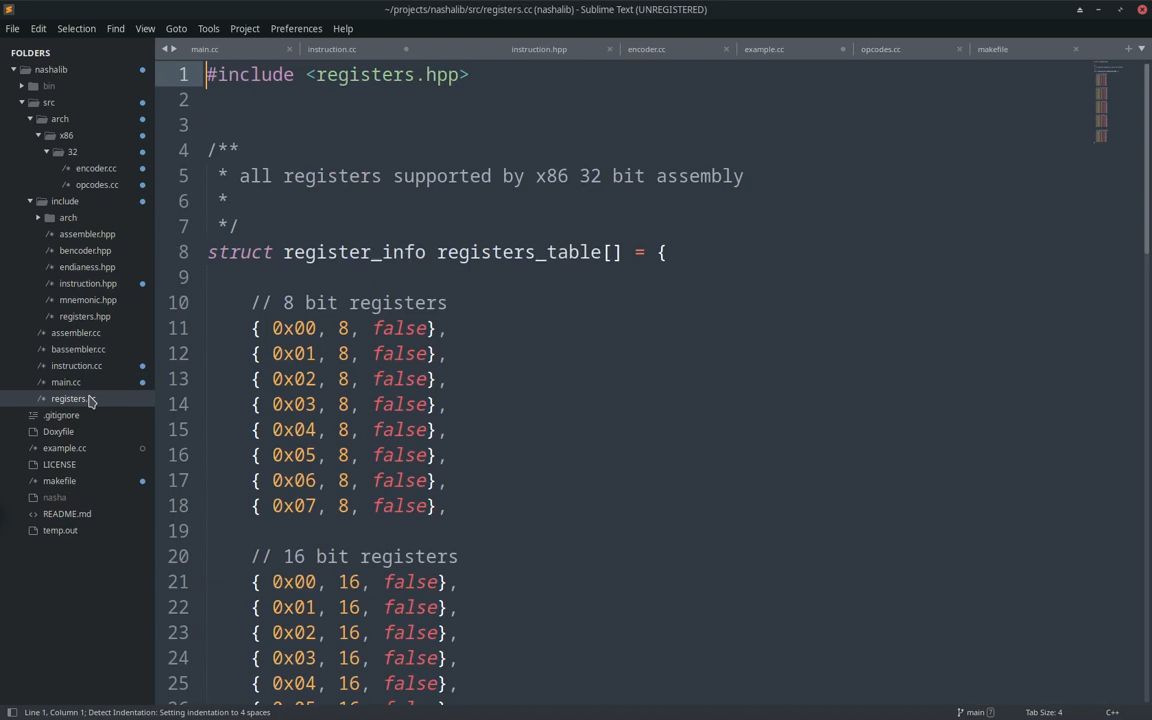 ~/projects/nashalib/src/registers.cc (nashalib) - Sublime Text (UNREGISTERED)
File Edit Selection Find View Goto Tools Project Preferences Help
FOLDERS
nashalib
bin
src
arch
x86
32
encoder.cc
opcodes.cc
include
arch
assembler.hpp
bencoder.hpp
endianess.hpp
instruction.hpp
mnemonic.hpp
registers.hpp
assembler.cc
bassembler.cc
instruction.cc
main.cc
registers.
.gitignore
Doxyfile
example.cc
LICENSE
makefile
nasha
README.md
temp.out
main.cc instruction.cc instruction.hpp encoder.cc example.cc opcodes.cc makefile
1 #include <registers.hpp>
2
3
4 /**
5 * all registers supported by x86 32 bit assembly
6 *
7 */
8 struct register_info registers_table[] = {
9
10 // 8 bit registers
11 { 0x00, 8, false},
12 { 0x01, 8, false},
13 { 0x02, 8, false},
14 { 0x03, 8, false},
15 { 0x04, 8, false},
16 { 0x05, 8, false},
17 { 0x06, 8, false},
18 { 0x07, 8, false},
19
20 // 16 bit registers
21 { 0x00, 16, false},
22 { 0x01, 16, false},
23 { 0x02, 16, false},
24 { 0x03, 16, false},
25 { 0x04, 16, false},
Line 1, Column 1; Detect Indentation: Setting indentation to 4 spaces main Tab Size: 4 C++